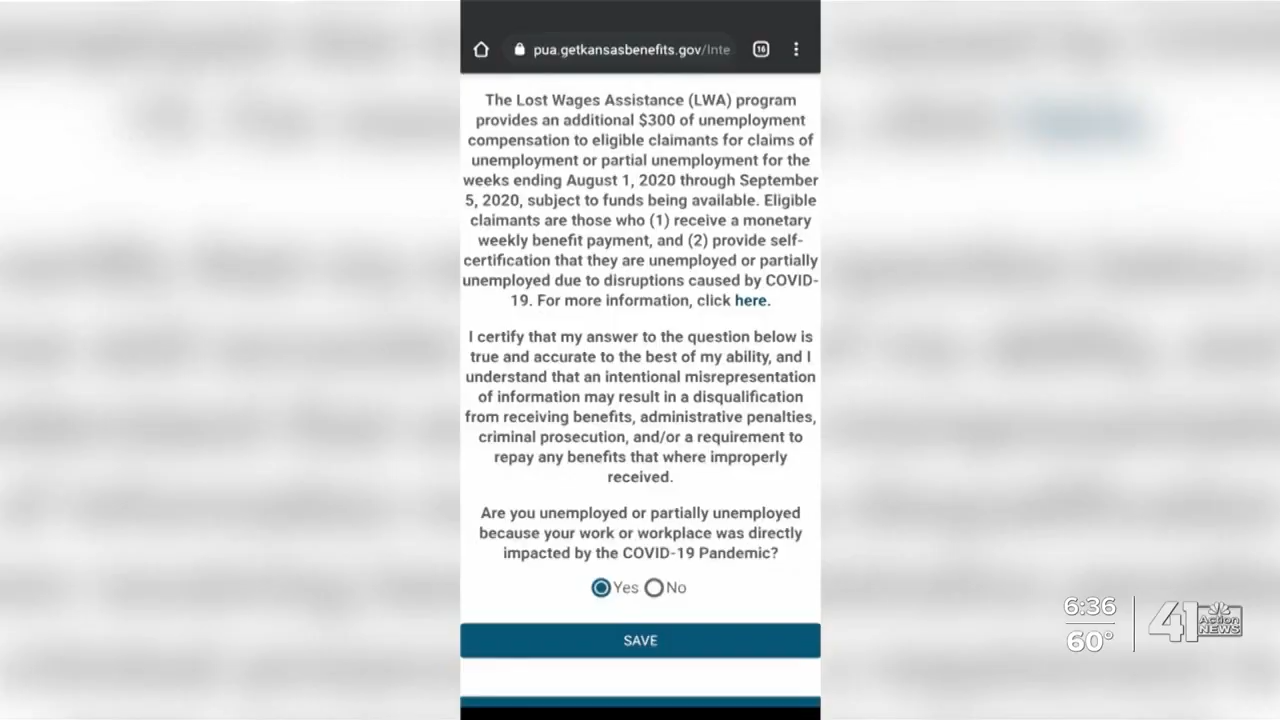 pua.getkansasbenefits.gov/Inte
16
The Lost Wages Assistance (LWA) program
provides an additional $300 of unemployment
compensation to eligible claimants for claims of
unemployment or partial unemployment for the
weeks ending August 1, 2020 through September
5, 2020, subject to funds being available. Eligible
claimants are those who (1) receive a monetary
weekly benefit payment, and (2) provide self-
certification that they are unemployed or partially
unemployed due to disruptions caused by COVID-
19. For more information, click here.
I certify that my answer to the question below is
true and accurate to the best of my ability, and I
understand that an intentional misrepresentation
of information may result in a disqualification
from receiving benefits, administrative penalties,
criminal prosecution, and/or a requirement to
repay any benefits that where improperly
received.
Are you unemployed or partially unemployed
because your work or workplace was directly
impacted by the COVID-19 Pandemic?
Yes No
SAVE
6:36
60°
41 Action
NEWS